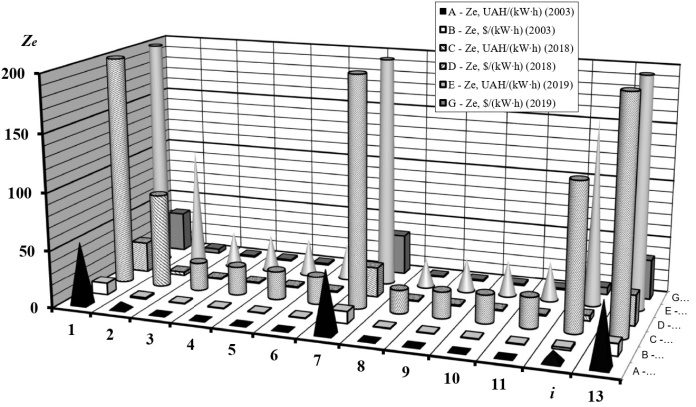 Ze
A - Ze, UAH/(kW·h) (2003)
B - Ze, $/(kW·h) (2003)
C - Ze, UAH/(kW·h) (2018)
D - Ze, $/(kW·h) (2018)
E - Ze, UAH/(kW·h) (2019)
G - Ze, $/(kW·h) (2019)
200
150
100
50
0
1 2 3 4 5 6 7 8 9 10 11 i 13
G...
E -...
D -...
C -...
B -...
A -...